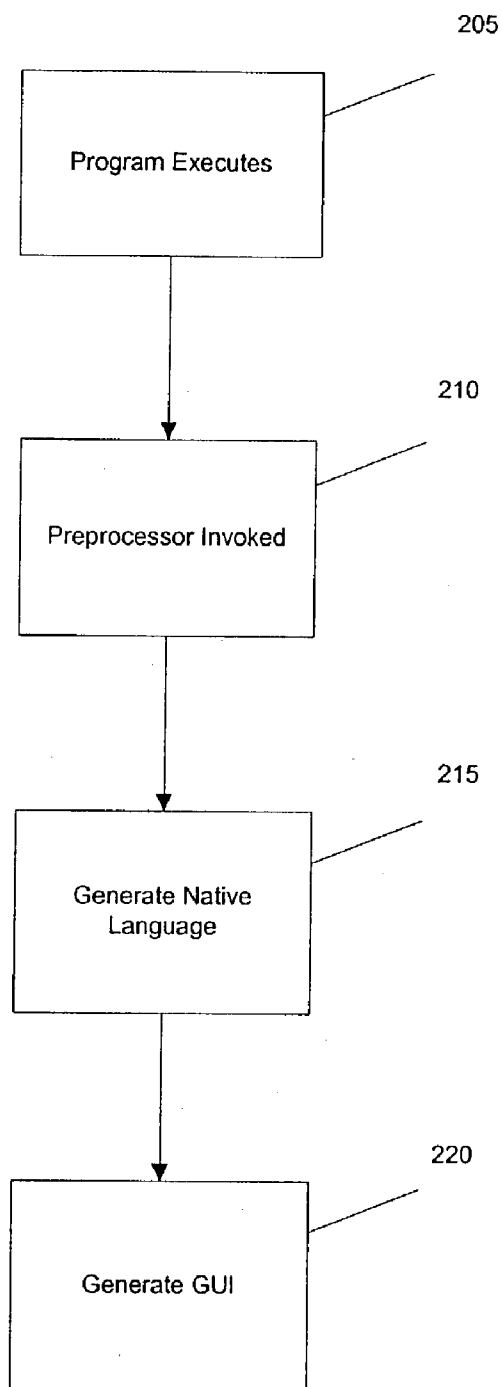 205
Program Executes
210
Preprocessor Invoked
215
Generate Native
Language
220
Generate GUI